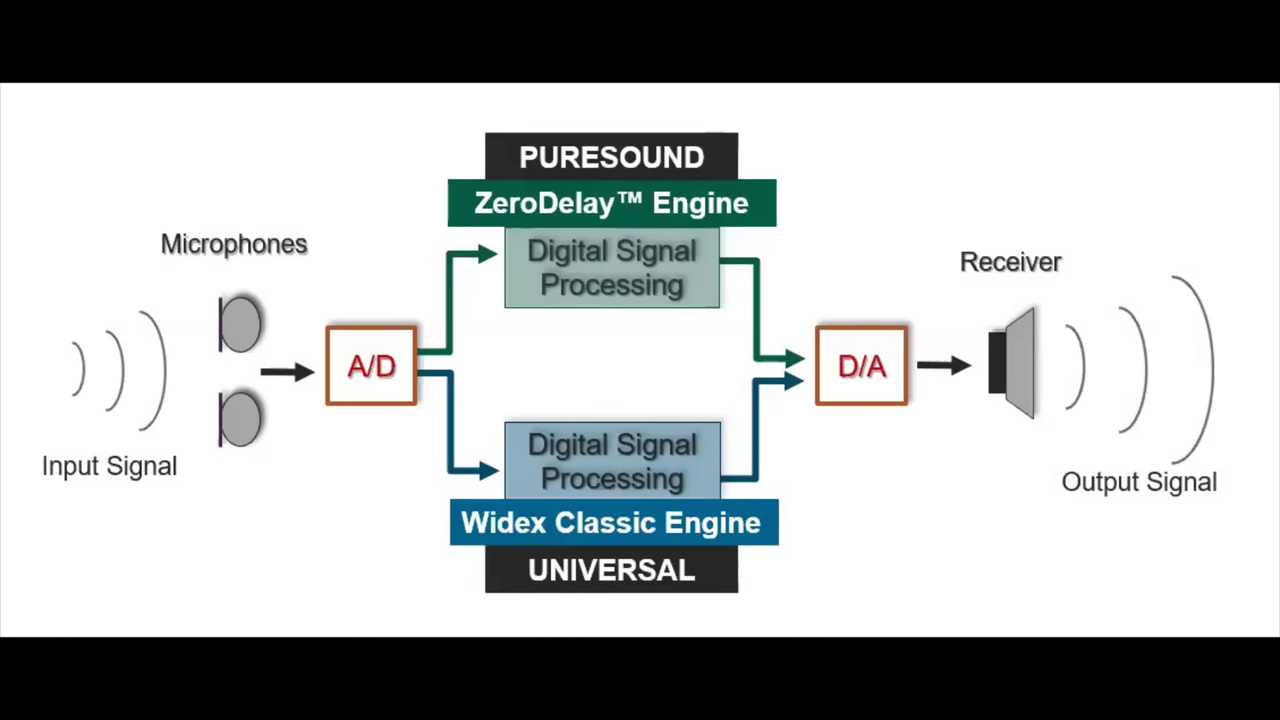 PURESOUND
ZeroDelay™ Engine
Digital Signal
Processing
Microphones
Receiver
A/D
D/A
Input Signal
Output Signal
Digital Signal
Processing
Widex Classic Engine
UNIVERSAL